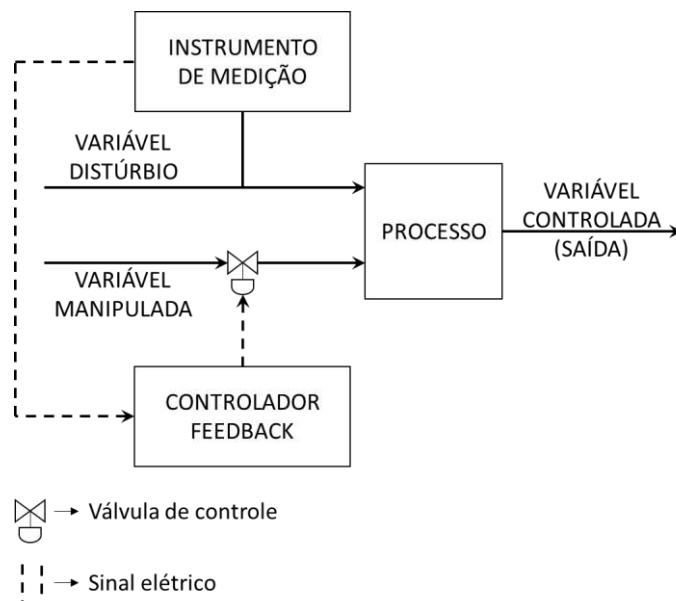 INSTRUMENTO
DE MEDIÇÃO
VARIÁVEL
DISTÚRBIO
PROCESSO
VARIÁVEL
CONTROLADA
(SAÍDA)
VARIÁVEL
MANIPULADA
CONTROLADOR
FEEDBACK
Válvula de controle
Sinal elétrico